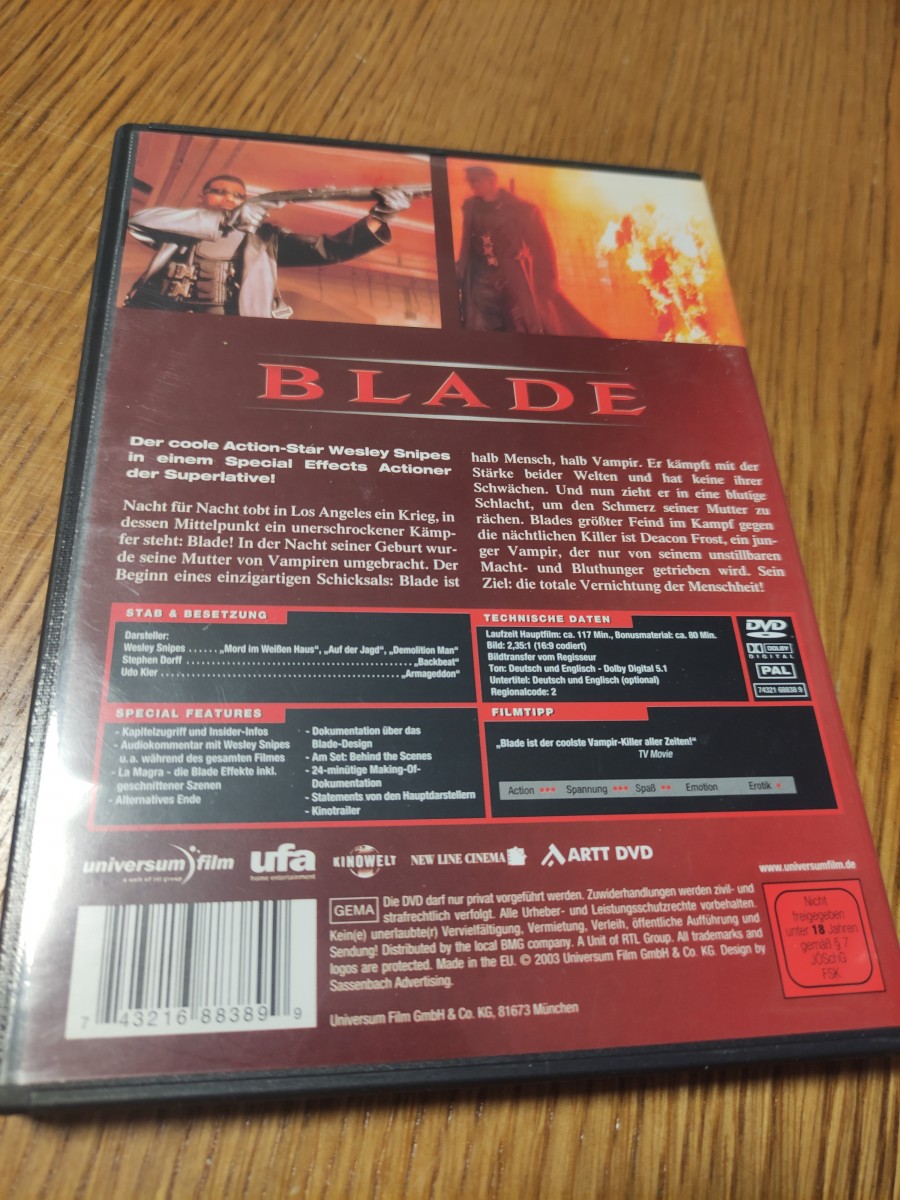 BLADE
Der coole Action-Star Wesley Snipes
in einem Special Effects Actioner
der Superlative!
Nacht für Nacht tobt in Los Angeles ein Krieg, in
dessen Mittelpunkt ein unerschrockener Kämp-
fer steht: Blade! In der Nacht seiner Geburt wur-
de seine Mutter von Vampiren umgebracht. Der
Beginn eines einzigartigen Schicksals: Blade ist
halb Mensch, halb Vampir. Er kämpft mit der
Stärke beider Welten und hat keine ihrer
Schwächen. Und nun zieht er in eine blutige
Schlacht, um den Schmerz seiner Mutter zu
rächen. Blades größter Feind im Kampf gegen
die nächtlichen Killer ist Deacon Frost, ein jun-
ger Vampir, der nur von seinem unstillbaren
Macht- und Bluthunger getrieben wird. Sein
Ziel: die totale Vernichtung der Menschheit!
STAB & BESETZUNG
Darsteller:
Wesley Snipes ...... „Mord im Weißen Haus“, „Auf der Jagd“, „Demolition Man“
Stephen Dorff ........................................ „Backbeat“
Udo Kier .............................................. „Armageddon“
TECHNISCHE DATEN
Laufzeit Hauptfilm: ca. 117 Min., Bonusmaterial: ca. 80 Min.
Bild: 2,35:1 (16:9 codiert)
Bildtransfer vom Regisseur
Ton: Deutsch und Englisch - Dolby Digital 5.1
Untertitel: Deutsch und Englisch (optional)
Regionalcode: 2
DVD
DOLBY
DIGITAL
PAL
74321 68838 9
SPECIAL FEATURES
- Kapitelzugriff und Insider-Infos
- Audiokommentar mit Wesley Snipes
u.a. während des gesamten Filmes
- La Magra - die Blade Effekte inkl.
geschnittener Szenen
- Alternatives Ende
- Dokumentation über das
Blade-Design
- Am Set: Behind the Scenes
- 24-minütige Making-Of-
Dokumentation
- Statements von den Hauptdarstellern
- Kinotrailer
FILMTIPP
„Blade ist der coolste Vampir-Killer aller Zeiten!“
TV Movie
Action Spannung Spaß Emotion Erotik
universum film
ufa
home entertainment
KINOWELT
NEW LINE CINEMA
ARTT DVD
www.universumfilm.de
GEMA
Die DVD darf nur privat vorgeführt werden. Zuwiderhandlungen werden zivil- und
strafrechtlich verfolgt. Alle Urheber- und Leistungsschutzrechte vorbehalten.
Kein(e) unerlaubte(r) Vervielfältigung, Vermietung, Verleih, öffentliche Aufführung und
Sendung! Distributed by the local BMG company. A Unit of RTL Group. All trademarks and
logos are protected. Made in the EU. © 2003 Universum Film GmbH & Co. KG. Design by
Sassenbach Advertising.
Universum Film GmbH & Co. KG, 81673 München
Nicht
freigegeben
unter 18 Jahren
gemäß § 7
JÖSchG
FSK
7 43216 88389 9